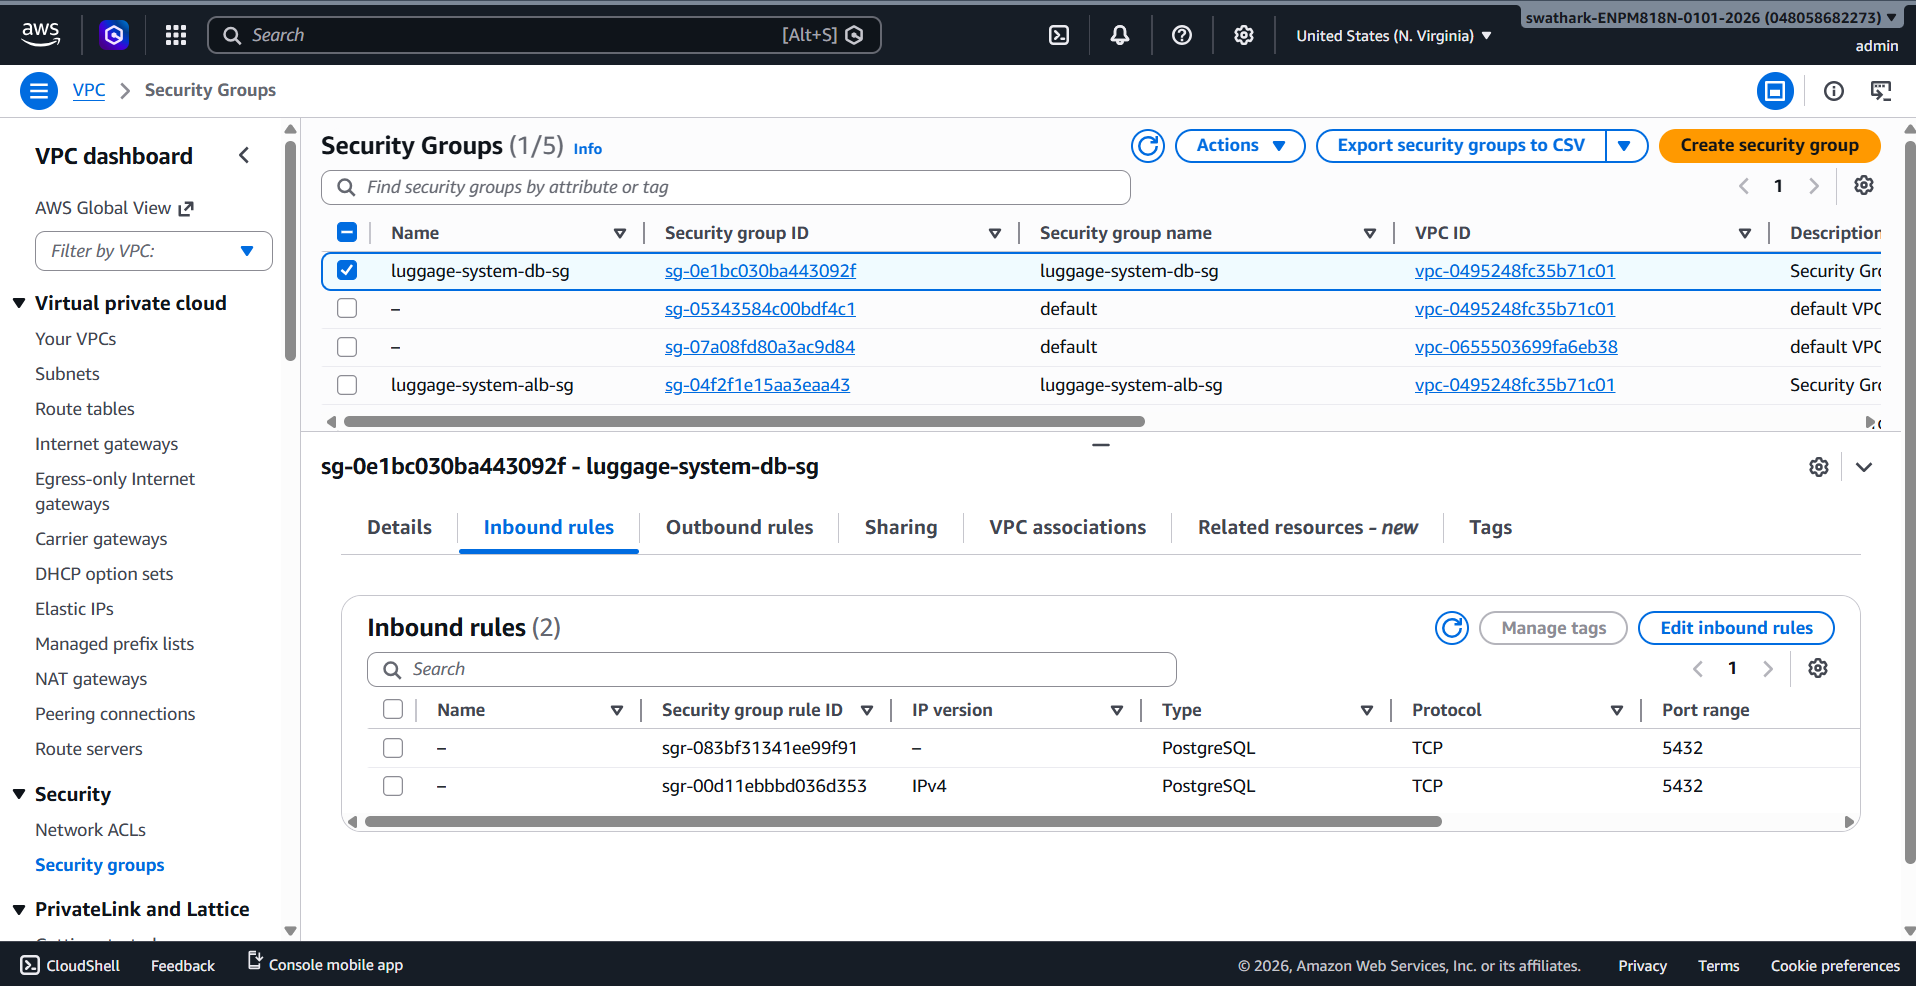 aws
Search [Alt+S]
United States (N. Virginia)
swathark-ENPM818N-0101-2026 (048058682273)
admin
VPC
Security Groups
VPC dashboard
AWS Global View
Filter by VPC:
Virtual private cloud
Your VPCs
Subnets
Route tables
Internet gateways
Egress-only Internet
gateways
Carrier gateways
DHCP option sets
Elastic IPs
Managed prefix lists
NAT gateways
Peering connections
Route servers
Security
Network ACLs
Security groups
PrivateLink and Lattice
Security Groups (1/5) Info
Actions
Export security groups to CSV
Create security group
Find security groups by attribute or tag
1
Name Security group ID Security group name VPC ID Description
luggage-system-db-sg sg-0e1bc030ba443092f luggage-system-db-sg vpc-0495248fc35b71c01 Security Gro
– sg-05343584c00bdf4c1 default vpc-0495248fc35b71c01 default VPC
– sg-07a08fd80a3ac9d84 default vpc-0655503699fa6eb38 default VPC
luggage-system-alb-sg sg-04f2f1e15aa3eaa43 luggage-system-alb-sg vpc-0495248fc35b71c01 Security Gro
sg-0e1bc030ba443092f - luggage-system-db-sg
Details Inbound rules Outbound rules Sharing VPC associations Related resources - new Tags
Inbound rules (2)
Manage tags
Edit inbound rules
Search
1
Name Security group rule ID IP version Type Protocol Port range
– sgr-083bf31341ee99f91 – PostgreSQL TCP 5432
– sgr-00d11ebbbd036d353 IPv4 PostgreSQL TCP 5432
CloudShell Feedback Console mobile app
© 2026, Amazon Web Services, Inc. or its affiliates. Privacy Terms Cookie preferences